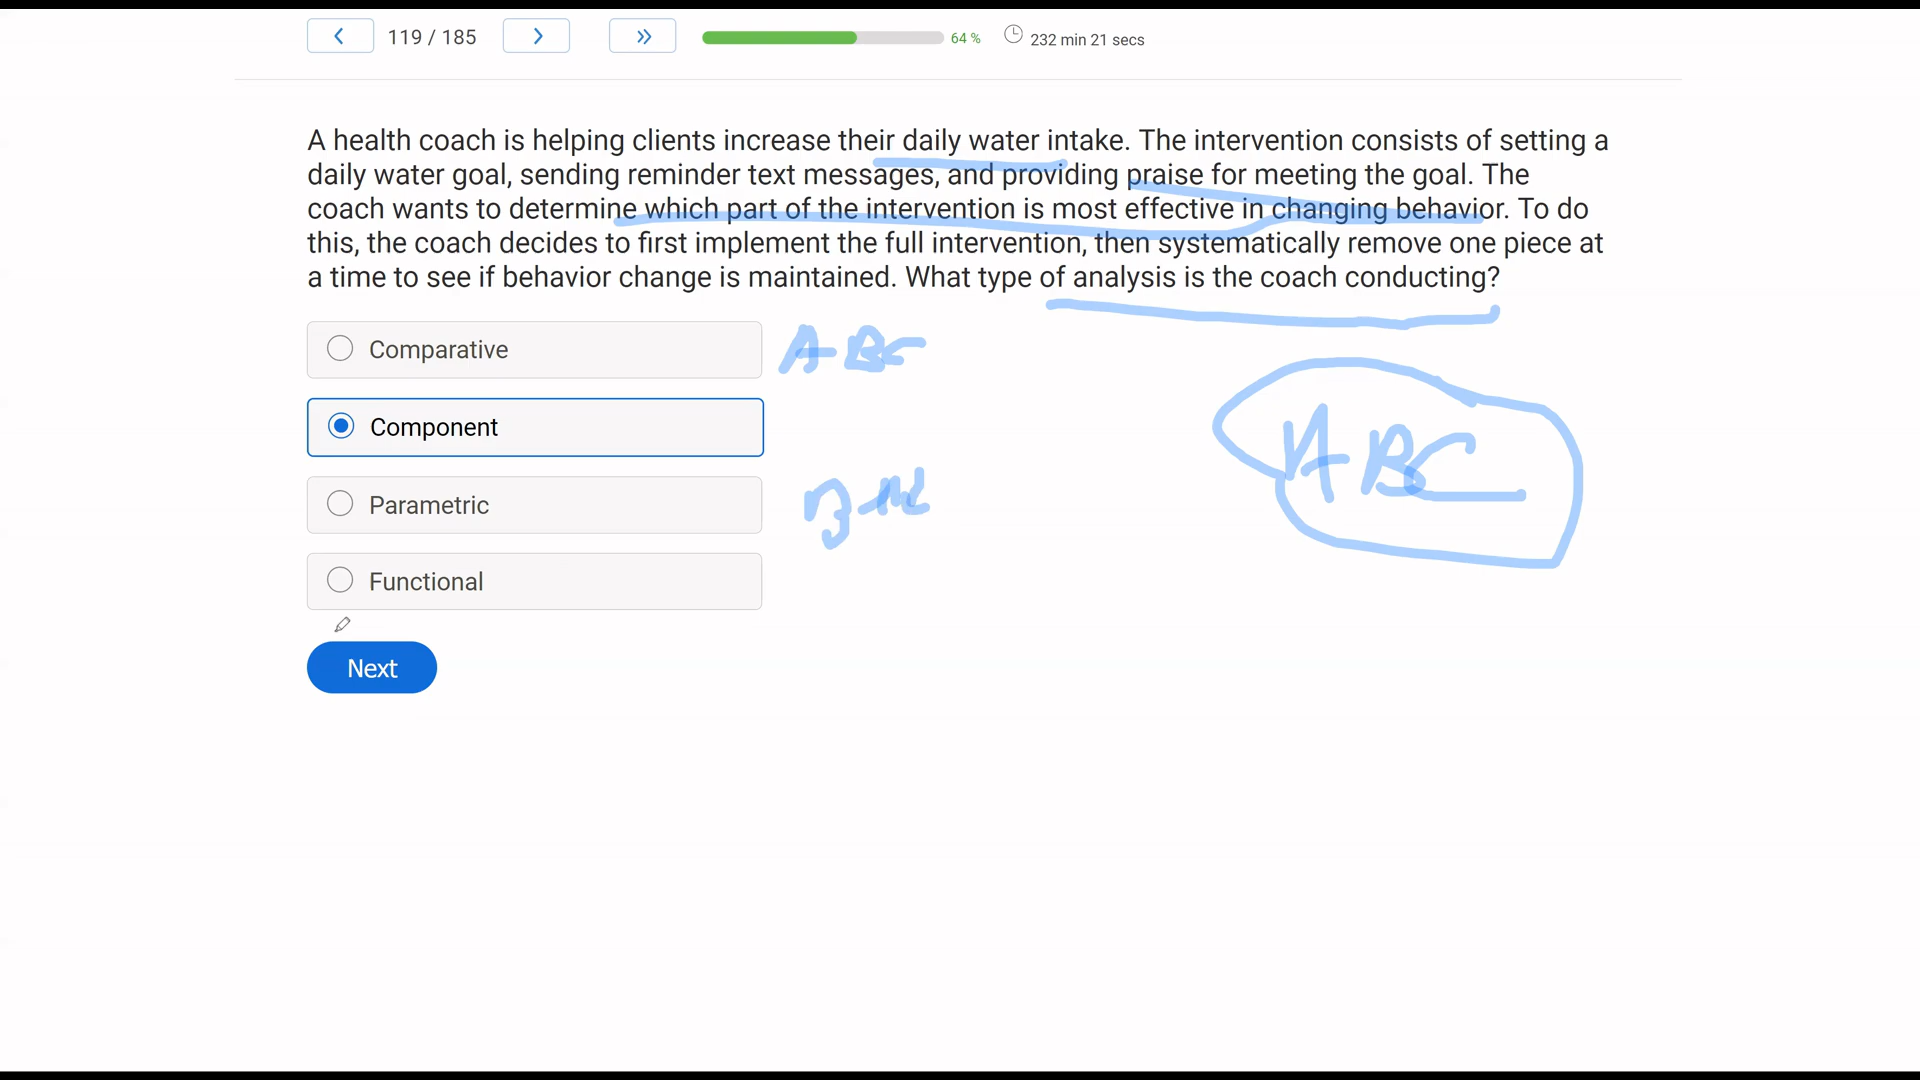 119 / 185
64 %
232 min 21 secs
A health coach is helping clients increase their daily water intake. The intervention consists of setting a
daily water goal, sending reminder text messages, and providing praise for meeting the goal. The
coach wants to determine which part of the intervention is most effective in changing behavior. To do
this, the coach decides to first implement the full intervention, then systematically remove one piece at
a time to see if behavior change is maintained. What type of analysis is the coach conducting?
Comparative
A BC
Component
ABC
Parametric
Functional
Next